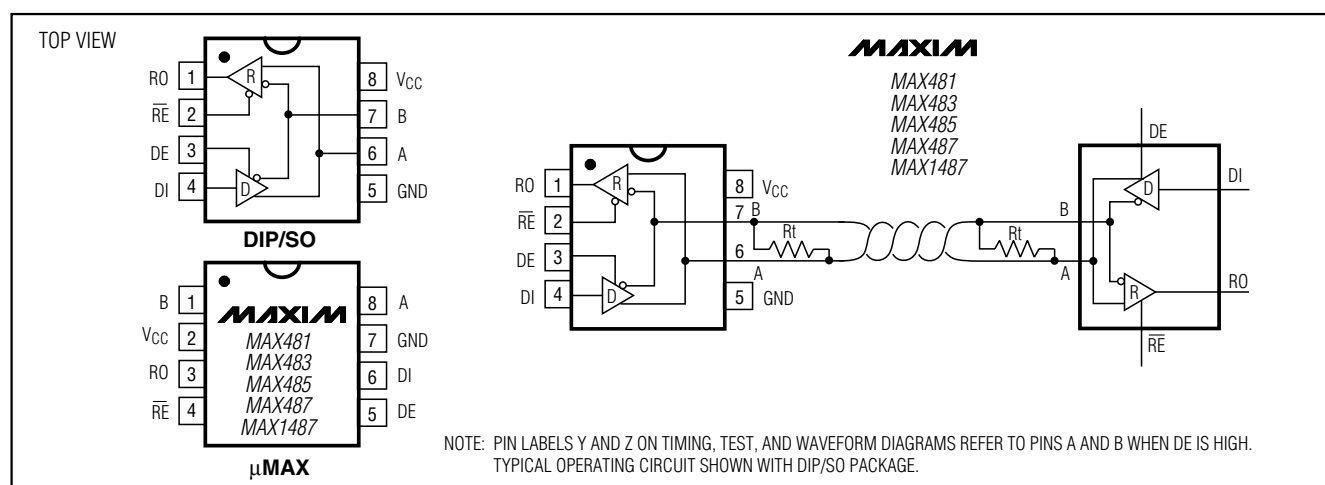 TOP VIEW
RO 1
R̅E̅ 2
DE 3
DI 4
8 VCC
7 B
6 A
5 GND
R
D
DIP/SO
B 1
VCC 2
RO 3
R̅E̅ 4
8 A
7 GND
6 DI
5 DE
MAXIM
MAX481
MAX483
MAX485
MAX487
MAX1487
µMAX
MAXIM
MAX481
MAX483
MAX485
MAX487
MAX1487
RO 1
R̅E̅ 2
DE 3
DI 4
R
D
8 VCC
7 B
6 A
5 GND
Rt
Rt
B
A
DE
D
DI
R
RO
R̅E̅
NOTE: PIN LABELS Y AND Z ON TIMING, TEST, AND WAVEFORM DIAGRAMS REFER TO PINS A AND B WHEN DE IS HIGH.
TYPICAL OPERATING CIRCUIT SHOWN WITH DIP/SO PACKAGE.